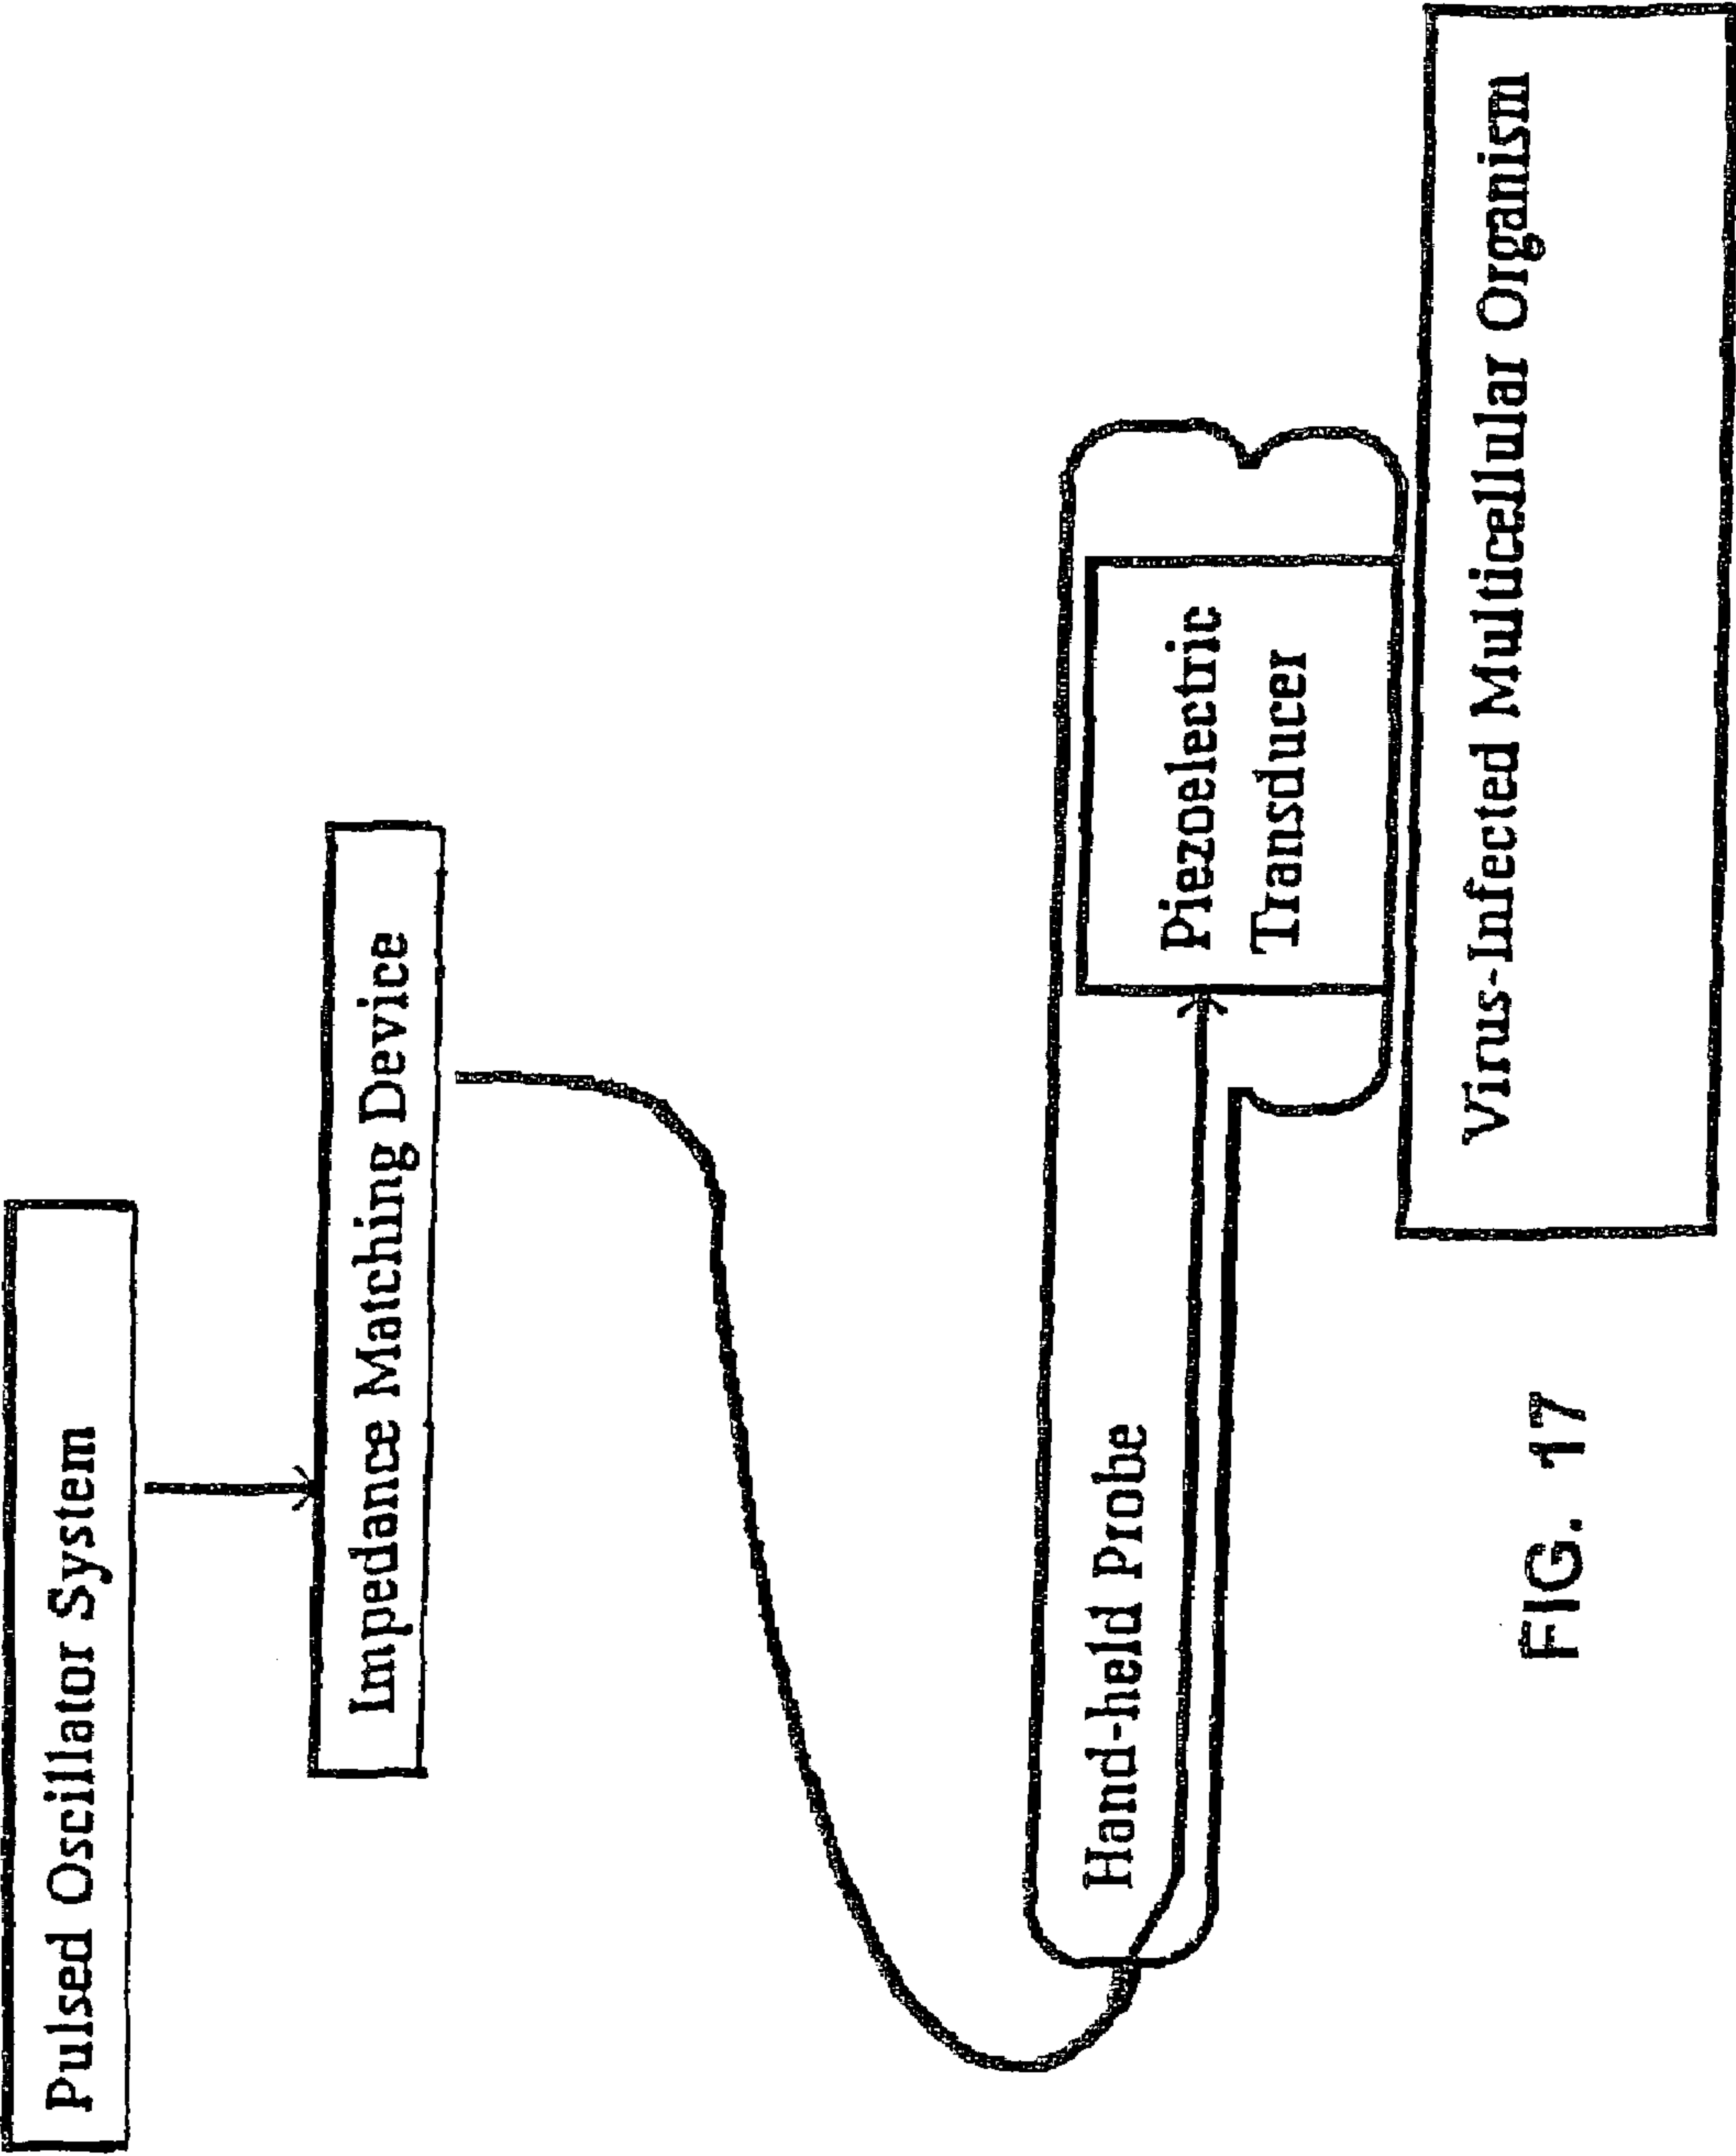 Pulsed Oscillator System
Impedance Matching Device
Hand-held Probe
Piezoelectric
Transducer
Virus-Infected Multicellular Organism
FIG. 17